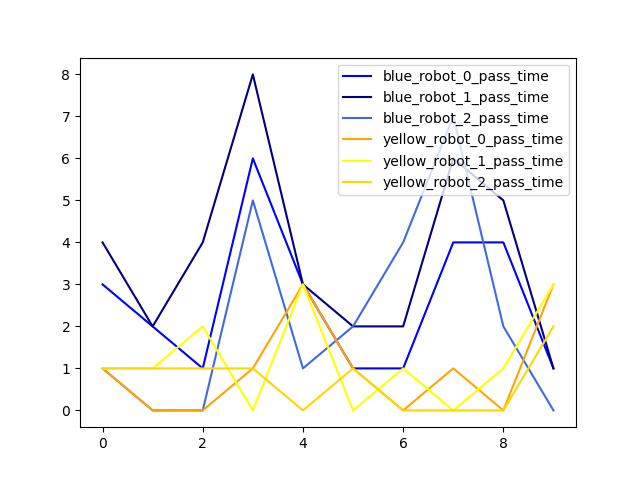 blue_robot_0_pass_time
blue_robot_1_pass_time
blue_robot_2_pass_time
yellow_robot_0_pass_time
yellow_robot_1_pass_time
yellow_robot_2_pass_time
8
7
6
5
4
3
2
1
0
0 2 4 6 8